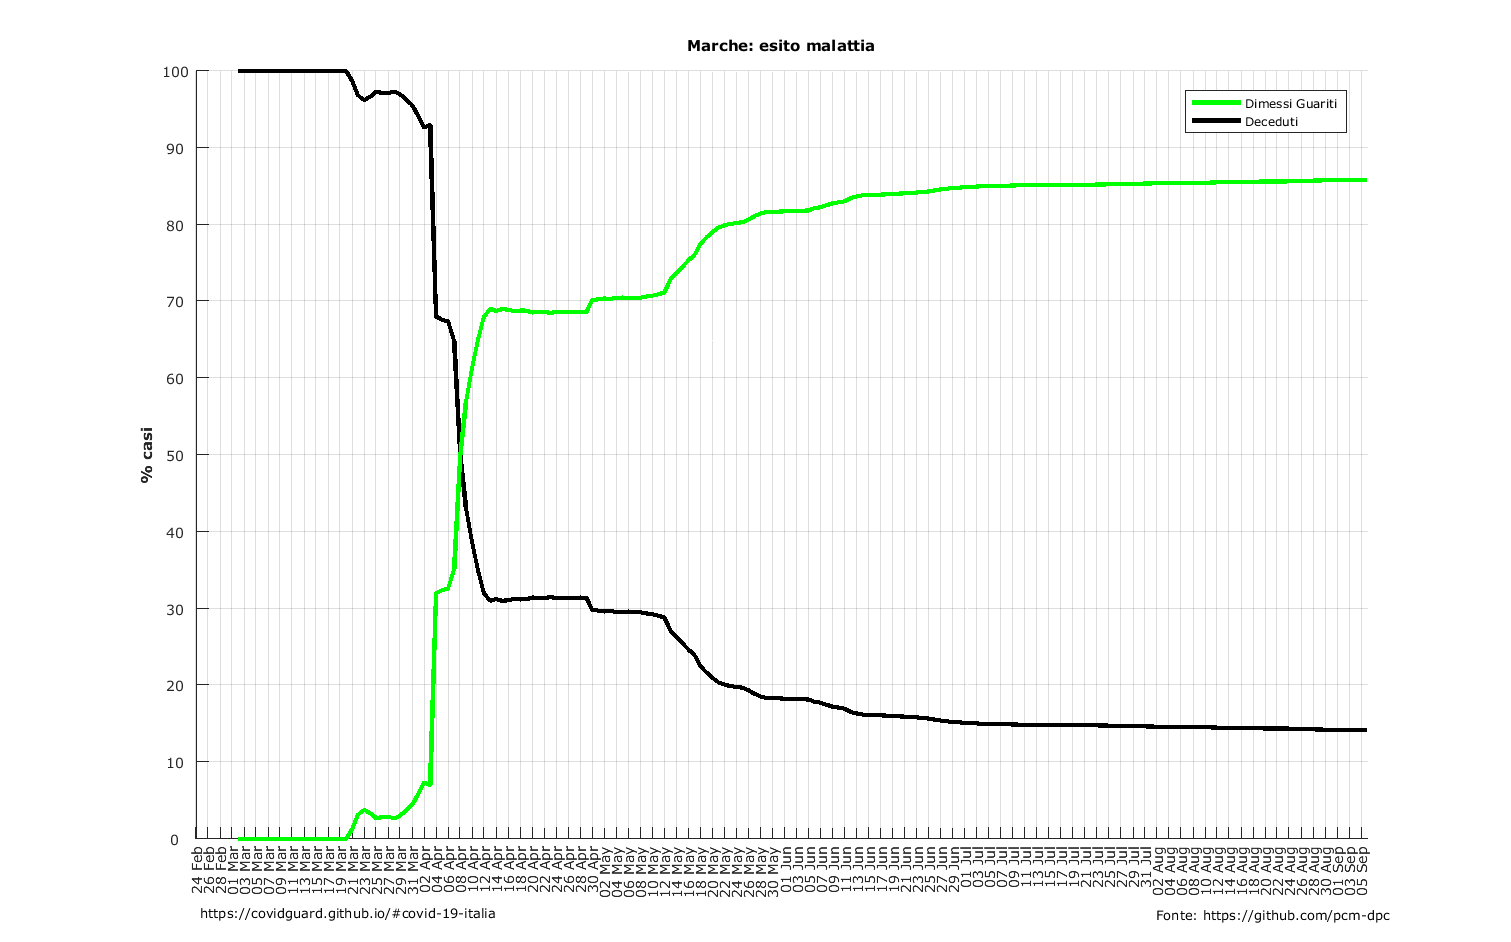 Marche: esito malattia
100
90
80
70
60
50
40
30
20
10
0
% casi
Dimessi Guariti
Deceduti
24 Feb
26 Feb
28 Feb
01 Mar
03 Mar
05 Mar
07 Mar
09 Mar
11 Mar
13 Mar
15 Mar
17 Mar
19 Mar
21 Mar
23 Mar
25 Mar
27 Mar
29 Mar
31 Mar
02 Apr
04 Apr
06 Apr
08 Apr
10 Apr
12 Apr
14 Apr
16 Apr
18 Apr
20 Apr
22 Apr
24 Apr
26 Apr
28 Apr
30 Apr
02 May
04 May
06 May
08 May
10 May
12 May
14 May
16 May
18 May
20 May
22 May
24 May
26 May
28 May
30 May
01 Jun
03 Jun
05 Jun
07 Jun
09 Jun
11 Jun
13 Jun
15 Jun
17 Jun
19 Jun
21 Jun
23 Jun
25 Jun
27 Jun
29 Jun
01 Jul
03 Jul
05 Jul
07 Jul
09 Jul
11 Jul
13 Jul
15 Jul
17 Jul
19 Jul
21 Jul
23 Jul
25 Jul
27 Jul
29 Jul
31 Jul
02 Aug
04 Aug
06 Aug
08 Aug
10 Aug
12 Aug
14 Aug
16 Aug
18 Aug
20 Aug
22 Aug
24 Aug
26 Aug
28 Aug
30 Aug
01 Sep
03 Sep
05 Sep
https://covidguard.github.io/#covid-19-italia
Fonte: https://github.com/pcm-dpc